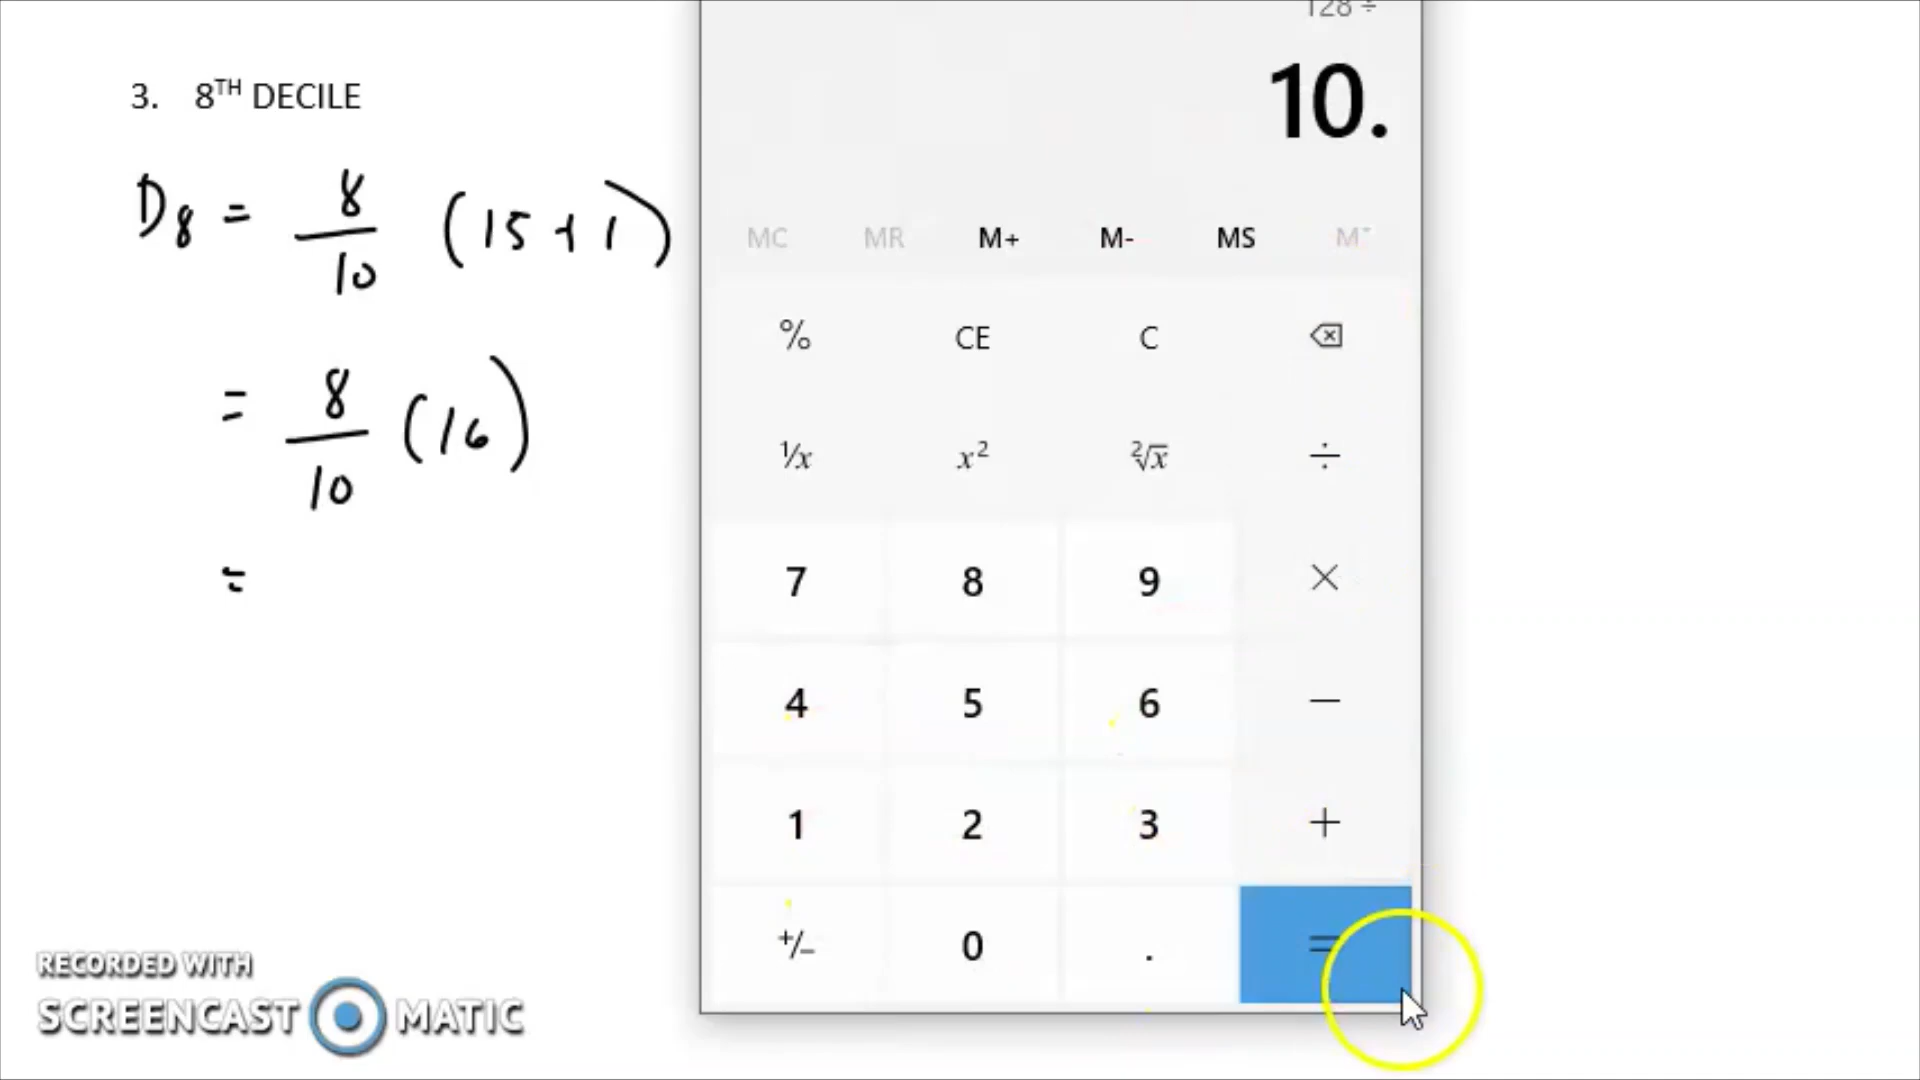 128 ÷
10.
3. 8TH DECILE
D8 = 8/10 (15+1)
= 8/10 (16)
=
MC MR M+ M- MS M˅
% CE C
1/x x² ²√x ÷
7 8 9 ×
4 5 6 −
1 2 3 +
+/− 0 . =
RECORDED WITH
SCREENCAST MATIC